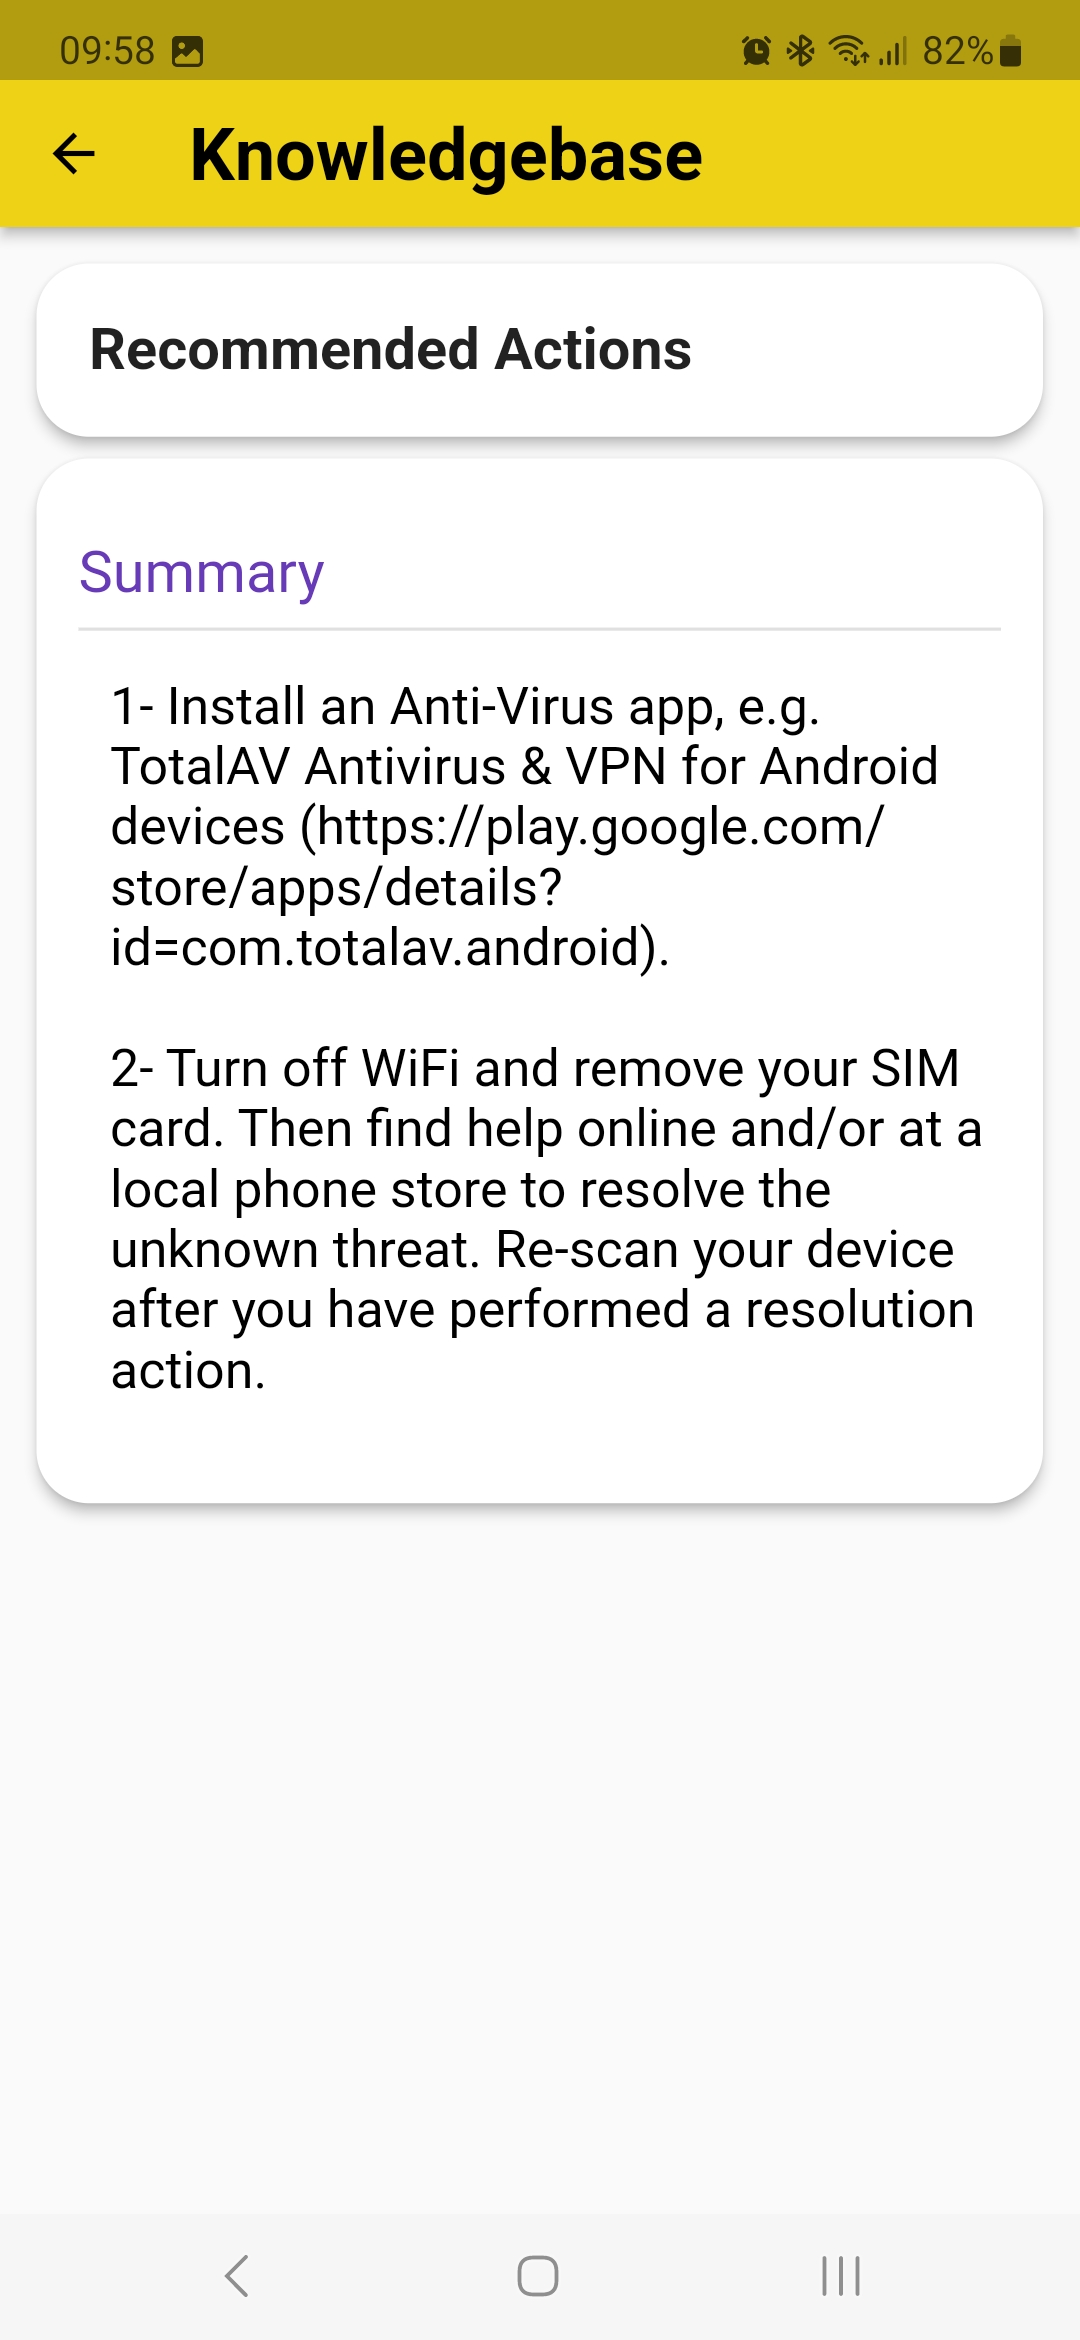 09:58
82%
Knowledgebase
Recommended Actions
Summary
1- Install an Anti-Virus app, e.g.
TotalAV Antivirus & VPN for Android
devices (https://play.google.com/
store/apps/details?
id=com.totalav.android).
2- Turn off WiFi and remove your SIM
card. Then find help online and/or at a
local phone store to resolve the
unknown threat. Re-scan your device
after you have performed a resolution
action.